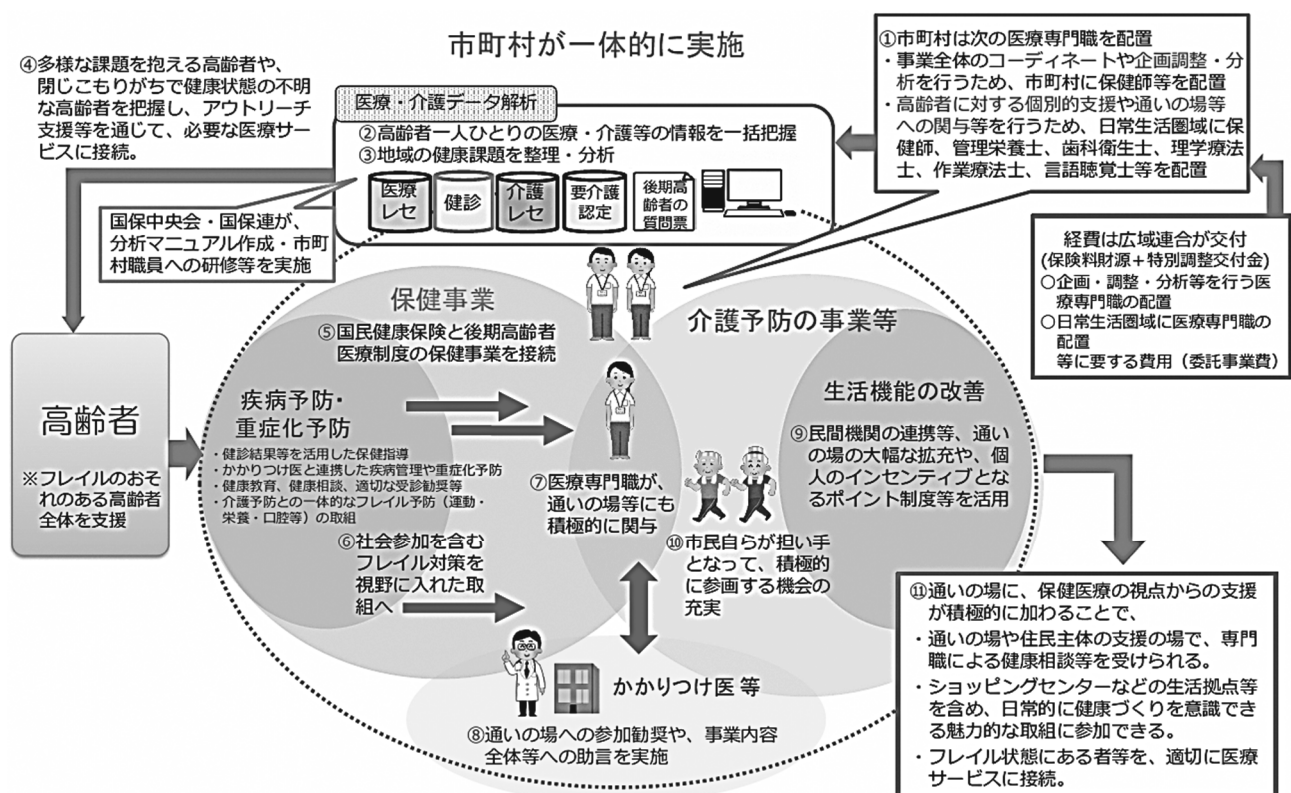 市町村が一体的に実施
①市町村は次の医療専門職を配置
・事業全体のコーディネートや企画調整・分
析を行うため、市町村に保健師等を配置
・高齢者に対する個別的支援や通いの場等
への関与等を行うため、日常生活圏域に保
健師、管理栄養士、歯科衛生士、理学療法
士、作業療法士、言語聴覚士等を配置
④多様な課題を抱える高齢者や、
閉じこもりがちで健康状態の不明
な高齢者を把握し、アウトリーチ
支援等を通じて、必要な医療サー
ビスに接続。
医療・介護データ解析
②高齢者一人ひとりの医療・介護等の情報を一括把握
③地域の健康課題を整理・分析
医療
レセ
健診
介護
レセ
要介護
認定
後期高
齢者の
質問票
国保中央会・国保連が、
分析マニュアル作成・市町
村職員への研修等を実施
経費は広域連合が交付
(保険料財源+特別調整交付金)
○企画・調整・分析等を行う医
療専門職の配置
○日常生活圏域に医療専門職の
配置
等に要する費用(委託事業費)
保健事業
⑤国民健康保険と後期高齢者
医療制度の保健事業を接続
介護予防の事業等
高齢者
※フレイルのおそ
れのある高齢者
全体を支援
疾病予防・
重症化予防
・健診結果等を活用した保健指導
・かかりつけ医と連携した疾病管理や重症化予防
・健康教育、健康相談、適切な受診勧奨等
・介護予防との一体的なフレイル予防(運動・
栄養・口腔等)の取組
⑥社会参加を含む
フレイル対策を
視野に入れた取
組へ
⑦医療専門職が、
通いの場等にも
積極的に関与
生活機能の改善
⑨民間機関の連携等、通い
の場の大幅な拡充や、個
人のインセンティブとな
るポイント制度等を活用
⑩市民自らが担い手
となって、積極的
に参画する機会の
充実
かかりつけ医 等
⑧通いの場への参加勧奨や、事業内容
全体等への助言を実施
⑪通いの場に、保健医療の視点からの支援
が積極的に加わることで、
・通いの場や住民主体の支援の場で、専門
職による健康相談等を受けられる。
・ショッピングセンターなどの生活拠点等
を含め、日常的に健康づくりを意識でき
る魅力的な取組に参加できる。
・フレイル状態にある者等を、適切に医療
サービスに接続。